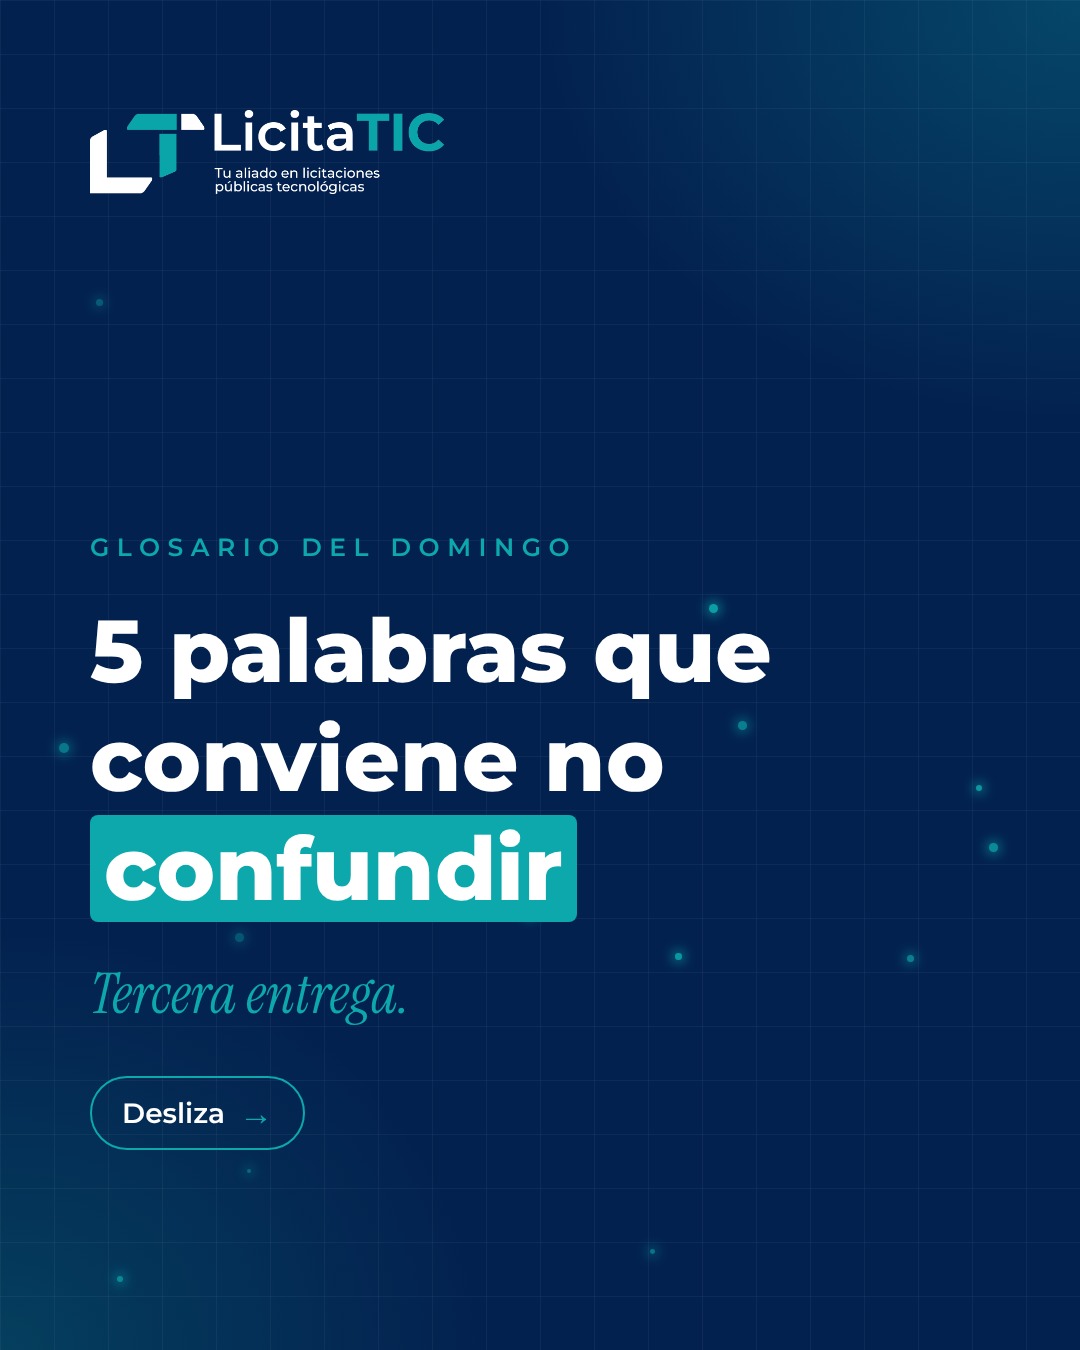 LicitaTIC
Tu aliado en licitaciones
públicas tecnológicas
GLOSARIO DEL DOMINGO
5 palabras que
conviene no
confundir
Tercera entrega.
Desliza →